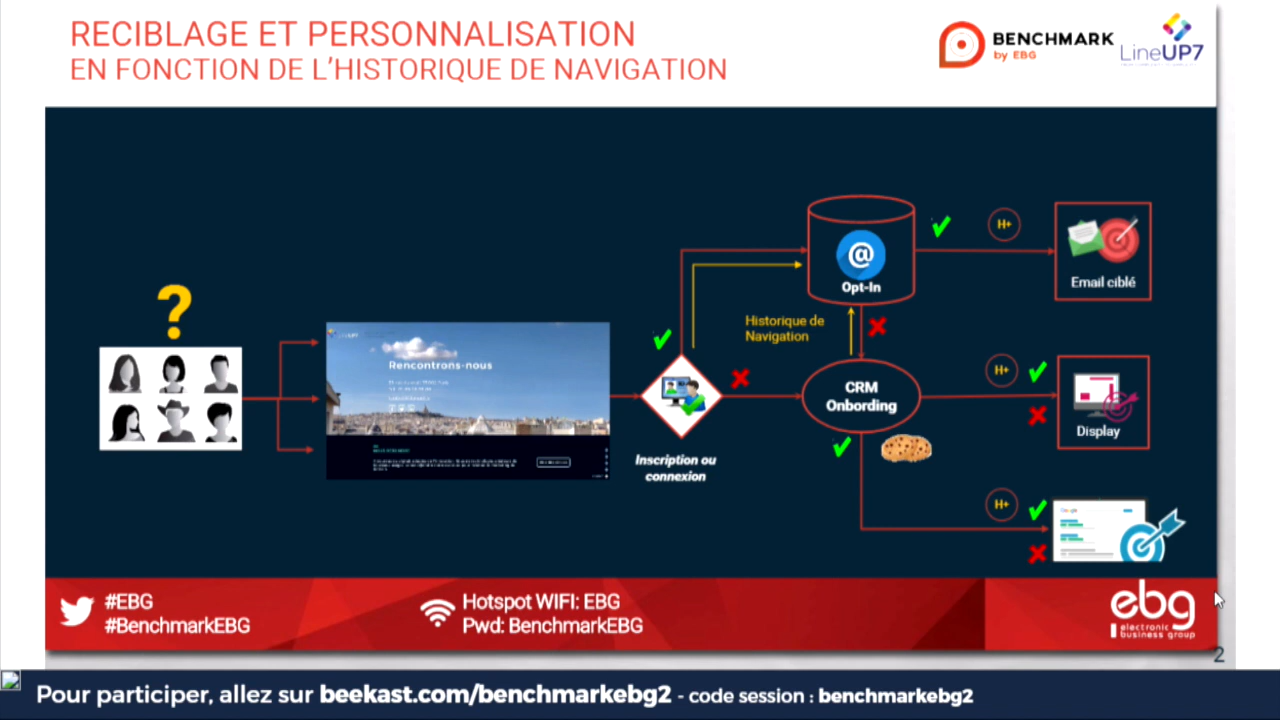 RECIBLAGE ET PERSONNALISATION
EN FONCTION DE L'HISTORIQUE DE NAVIGATION
BENCHMARK
by EBG
LineUP7
?
@
Opt-In
H+
Email ciblé
Historique de
Navigation
Rencontrons-nous
CRM
Onbording
H+
Display
Inscription ou
connexion
H+
Google
#EBG
#BenchmarkEBG
Hotspot WIFI: EBG
Pwd: BenchmarkEBG
ebg
electronic
business group
2
Pour participer, allez sur beekast.com/benchmarkebg2 - code session : benchmarkebg2